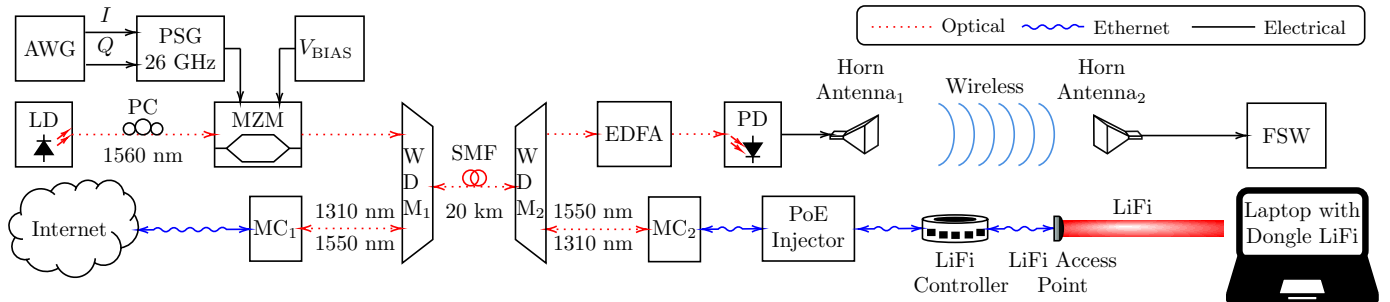 Optical
Ethernet
Electrical
AWG
I
Q
PSG
26 GHz
V_BIAS
LD
PC
1560 nm
MZM
W
D
M₁
SMF
20 km
W
D
M₂
EDFA
PD
Horn
Antenna₁
Wireless
Horn
Antenna₂
FSW
Internet
MC₁
1310 nm
1550 nm
1550 nm
1310 nm
MC₂
PoE
Injector
LiFi
Controller
LiFi Access
Point
LiFi
Laptop with
Dongle LiFi